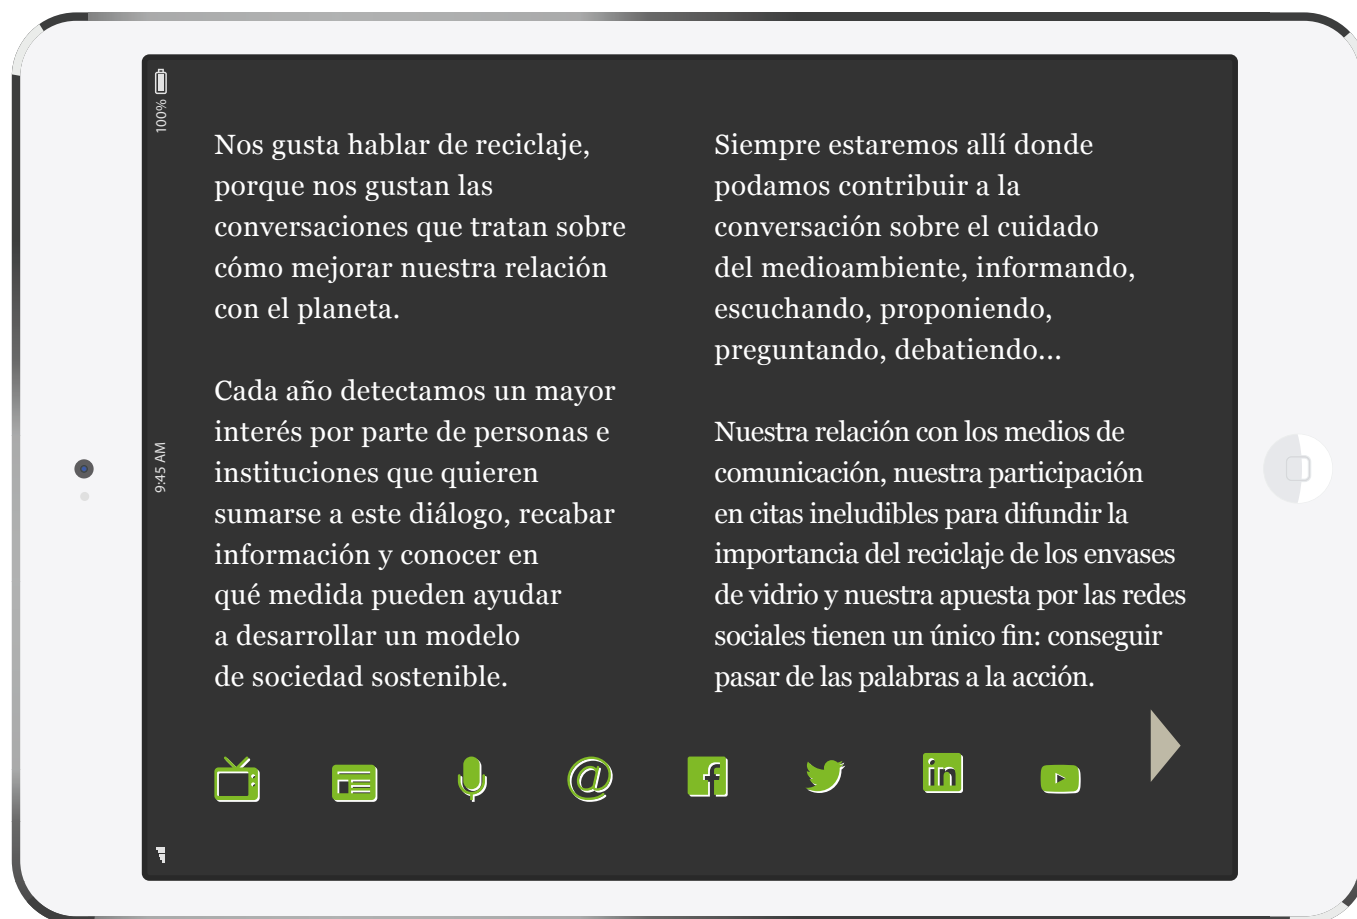 100%
9:45 AM
Nos gusta hablar de reciclaje,
porque nos gustan las
conversaciones que tratan sobre
cómo mejorar nuestra relación
con el planeta.
Cada año detectamos un mayor
interés por parte de personas e
instituciones que quieren
sumarse a este diálogo, recabar
información y conocer en
qué medida pueden ayudar
a desarrollar un modelo
de sociedad sostenible.
Siempre estaremos allí donde
podamos contribuir a la
conversación sobre el cuidado
del medioambiente, informando,
escuchando, proponiendo,
preguntando, debatiendo...
Nuestra relación con los medios de
comunicación, nuestra participación
en citas ineludibles para difundir la
importancia del reciclaje de los envases
de vidrio y nuestra apuesta por las redes
sociales tienen un único fin: conseguir
pasar de las palabras a la acción.
@ f in